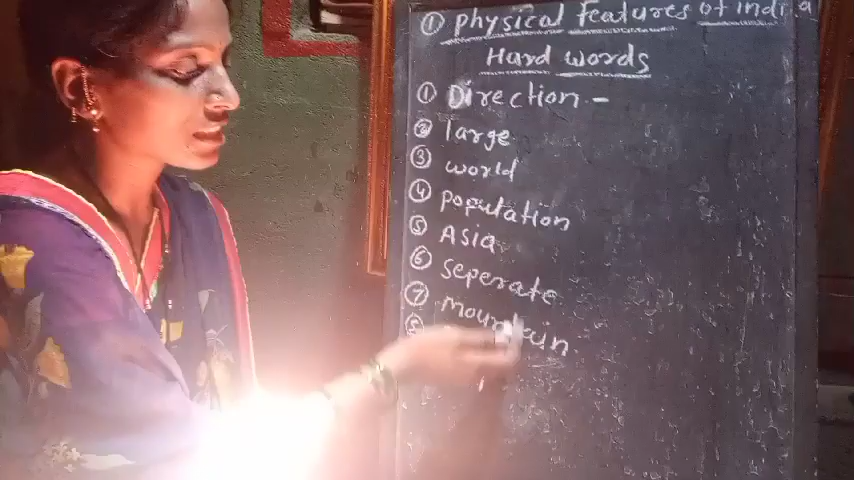 ① Physical Features of India
Hard words
① Direction -
② large
③ world
④ population
⑤ Asia
⑥ seperate
⑦ mountain
⑧